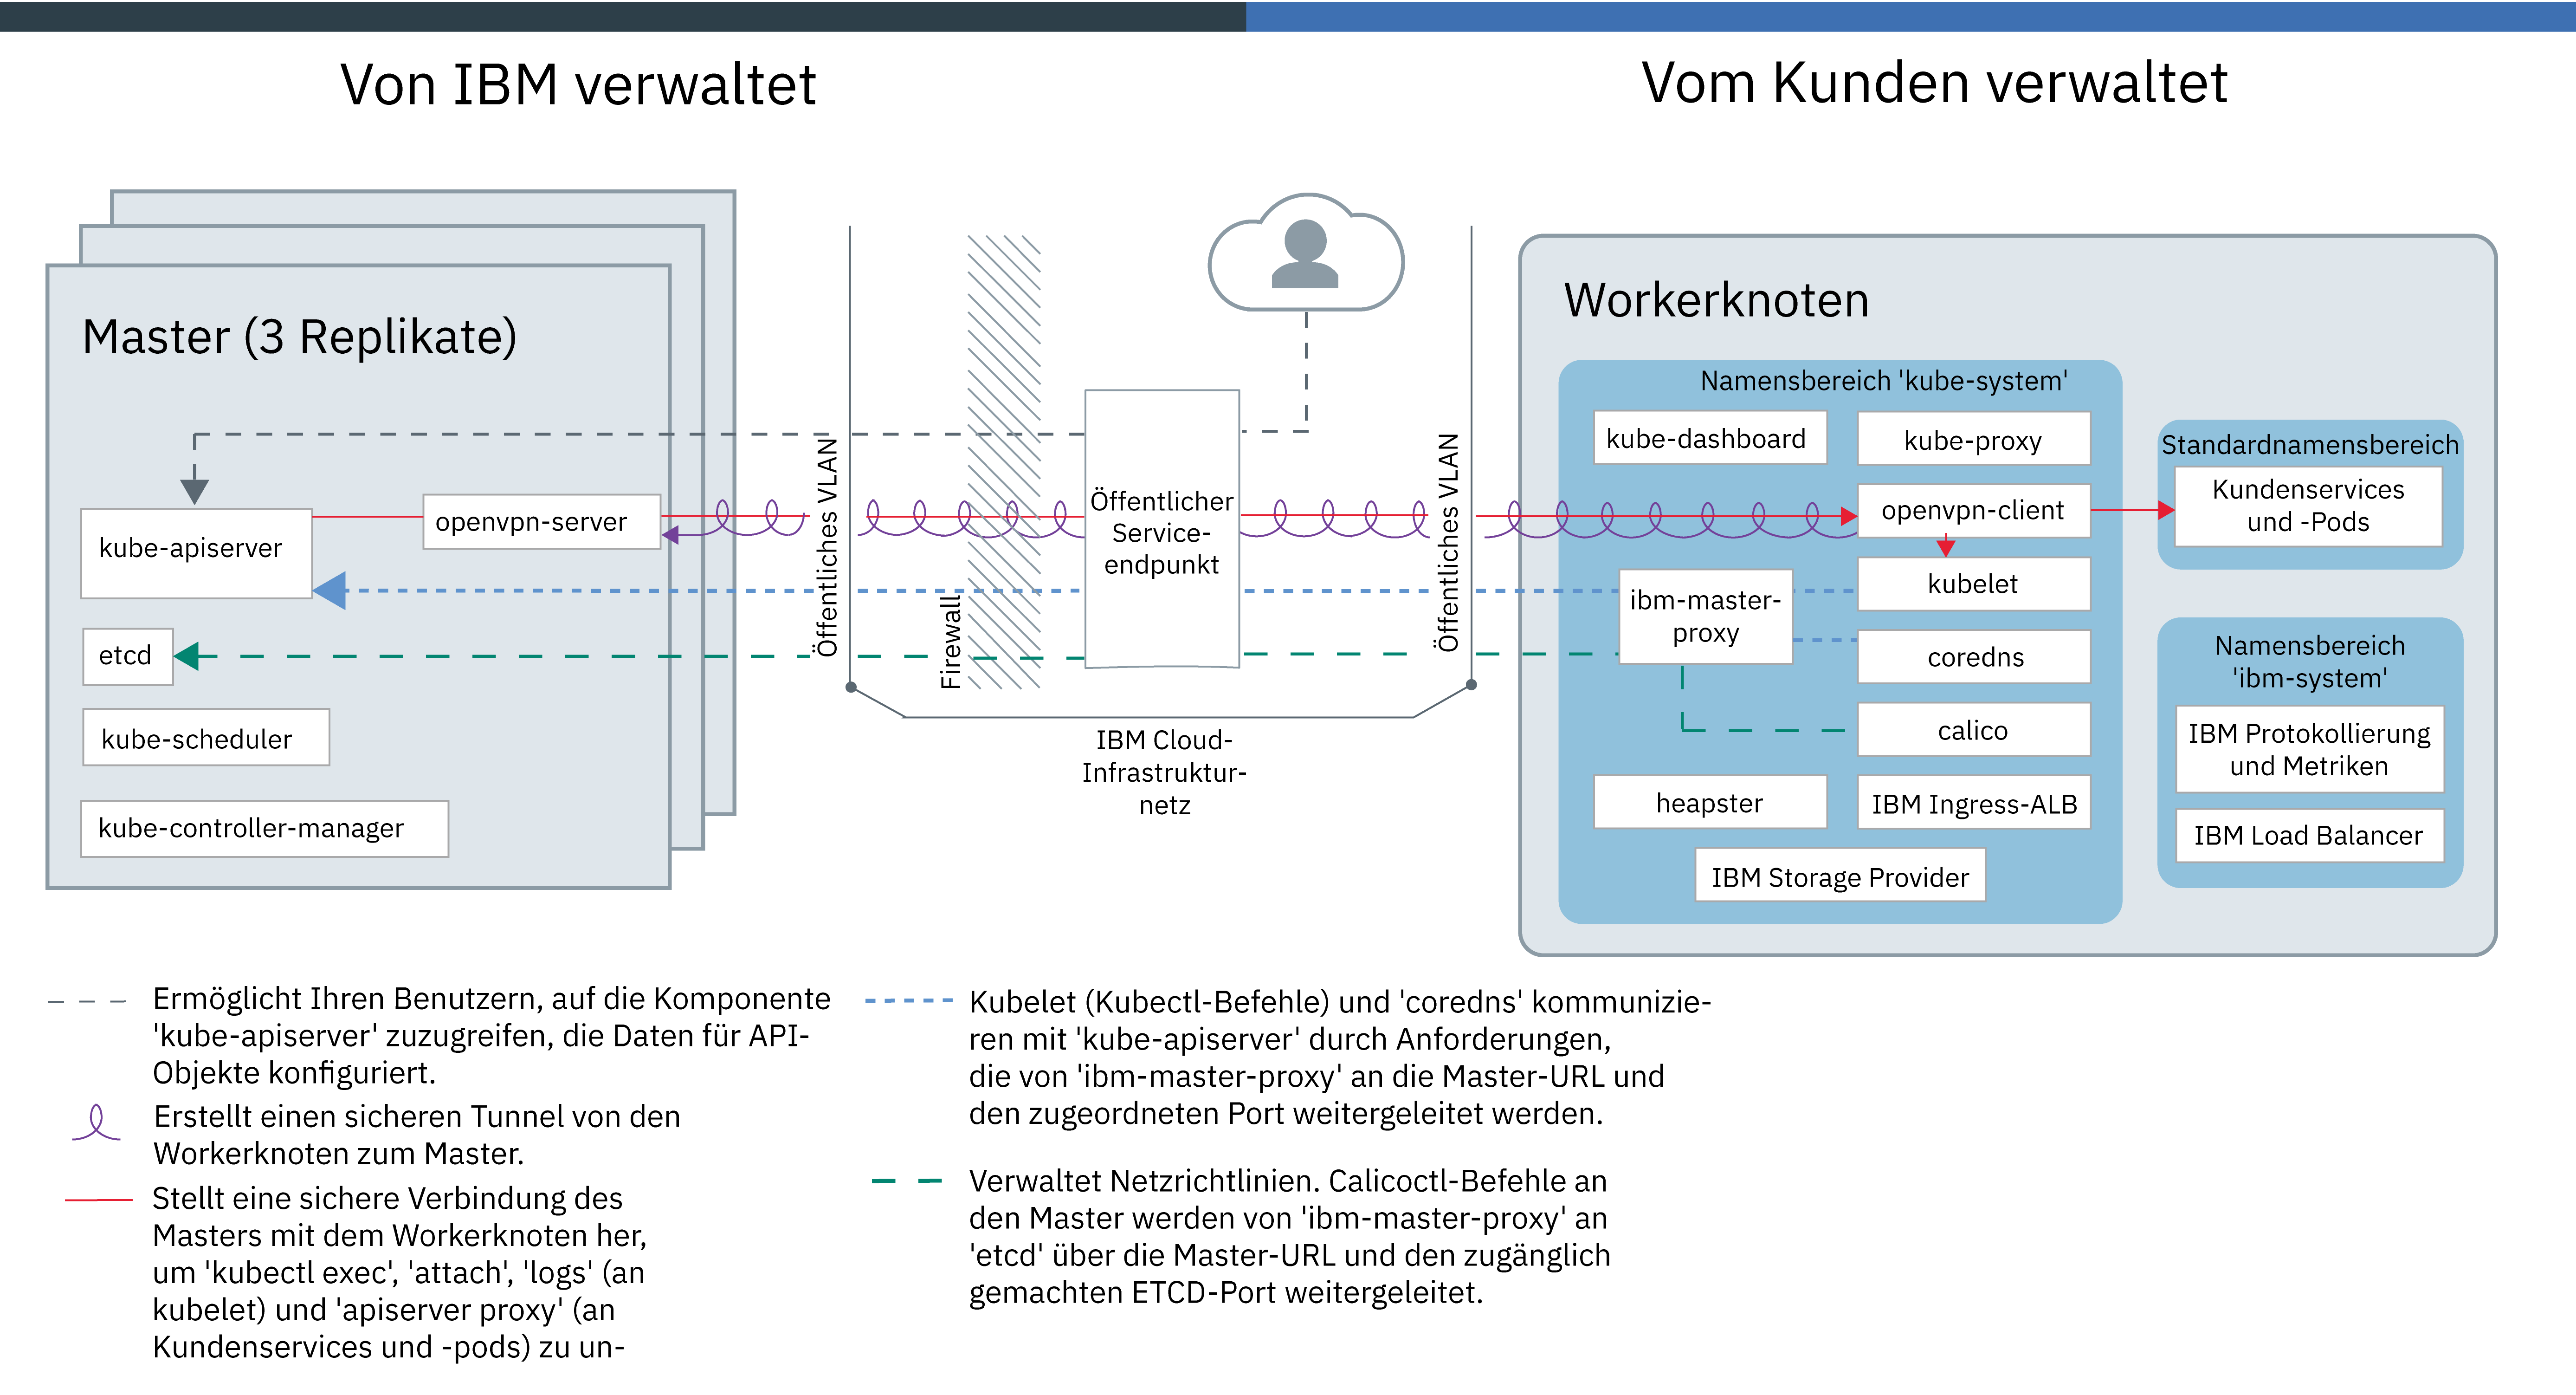 Von IBM verwaltet
Vom Kunden verwaltet
Master (3 Replikate)
kube-apiserver
openvpn-server
etcd
kube-scheduler
kube-controller-manager
Öffentliches VLAN
Firewall
Öffentlicher
Service-
endpunkt
Öffentliches VLAN
IBM Cloud-
Infrastruktur-
netz
Workerknoten
Namensbereich 'kube-system'
kube-dashboard
kube-proxy
openvpn-client
kubelet
ibm-master-
proxy
coredns
calico
heapster
IBM Ingress-ALB
IBM Storage Provider
Standardnamensbereich
Kundenservices
und -Pods
Namensbereich
'ibm-system'
IBM Protokollierung
und Metriken
IBM Load Balancer
Ermöglicht Ihren Benutzern, auf die Komponente
'kube-apiserver' zuzugreifen, die Daten für API-
Objekte konfiguriert.
Erstellt einen sicheren Tunnel von den
Workerknoten zum Master.
Stellt eine sichere Verbindung des
Masters mit dem Workerknoten her,
um 'kubectl exec', 'attach', 'logs' (an
kubelet) und 'apiserver proxy' (an
Kundenservices und -pods) zu un-
Kubelet (Kubectl-Befehle) und 'coredns' kommunizie-
ren mit 'kube-apiserver' durch Anforderungen,
die von 'ibm-master-proxy' an die Master-URL und
den zugeordneten Port weitergeleitet werden.
Verwaltet Netzrichtlinien. Calicoctl-Befehle an
den Master werden von 'ibm-master-proxy' an
'etcd' über die Master-URL und den zugänglich
gemachten ETCD-Port weitergeleitet.